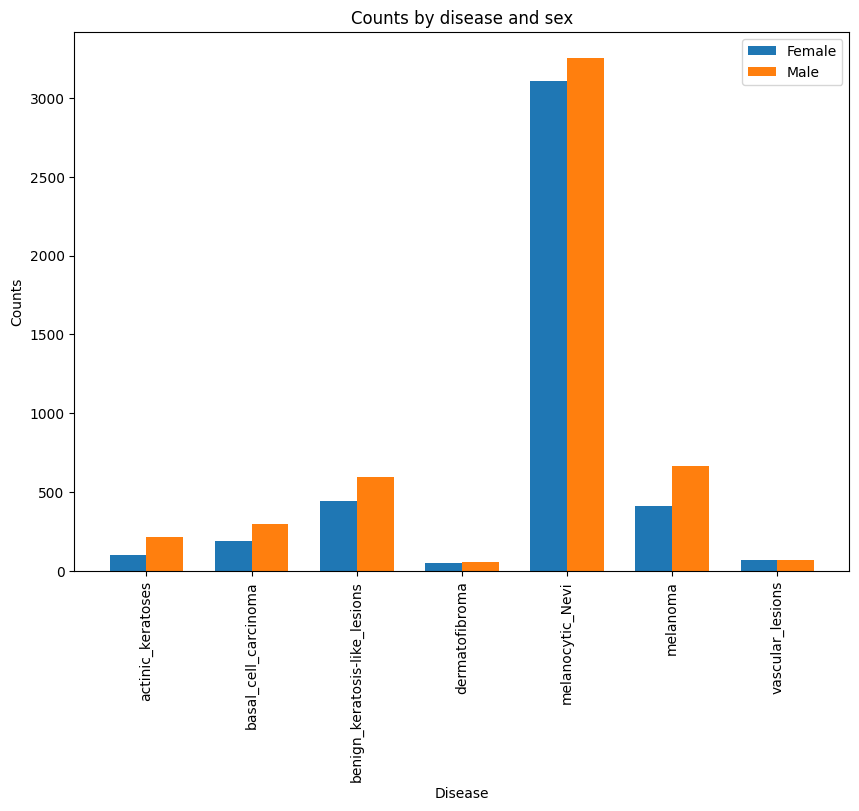 Counts by disease and sex
Female
Male
Counts
3000
2500
2000
1500
1000
500
0
actinic_keratoses
basal_cell_carcinoma
benign_keratosis-like_lesions
dermatofibroma
melanocytic_Nevi
melanoma
vascular_lesions
Disease